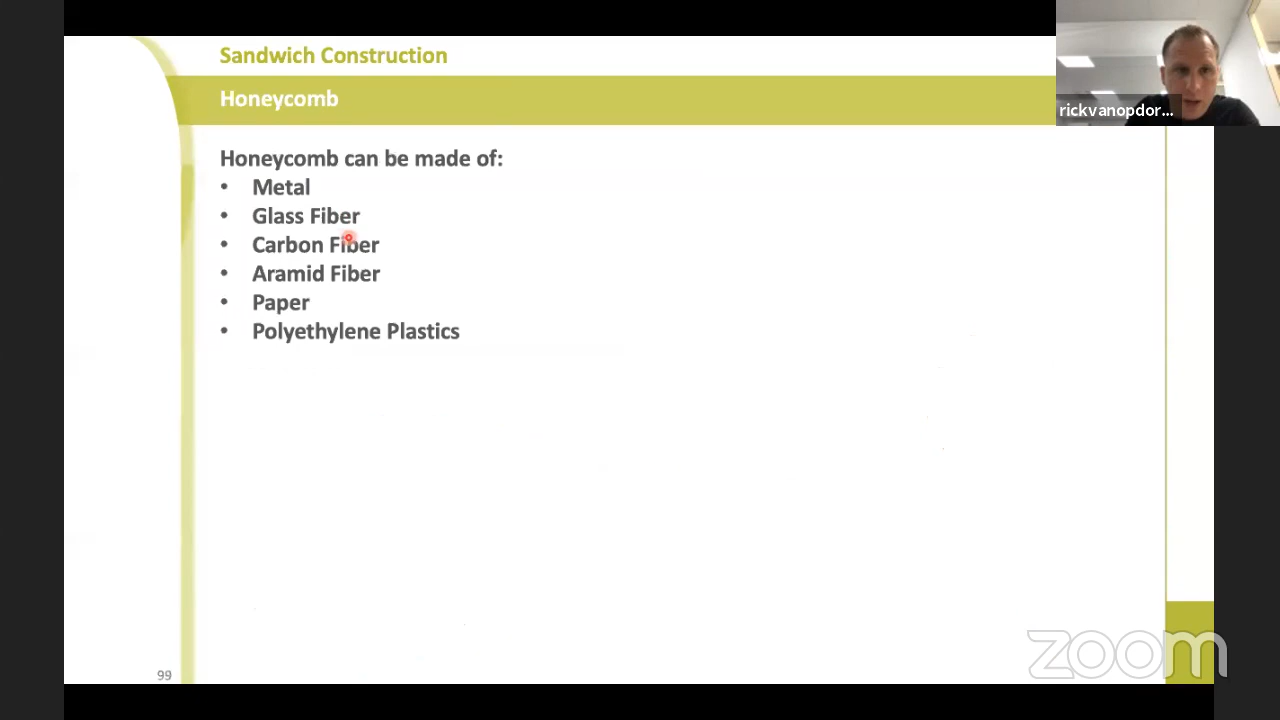 Sandwich Construction
Honeycomb
rickvanopdor...
Honeycomb can be made of:
• Metal
• Glass Fiber
• Carbon Fiber
• Aramid Fiber
• Paper
• Polyethylene Plastics
99
zoom